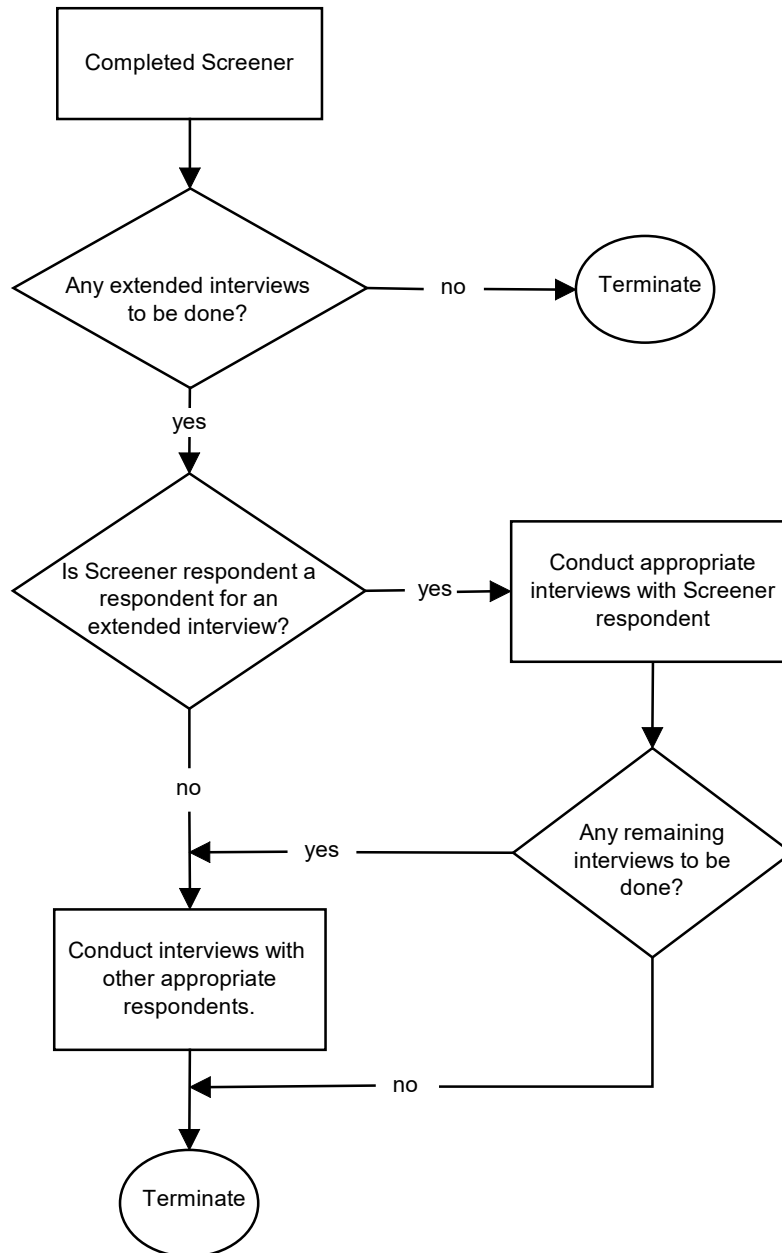 Completed Screener
Any extended interviews
to be done?
no
Terminate
yes
Is Screener respondent a
respondent for an
extended interview?
yes
Conduct appropriate
interviews with Screener
respondent
no
Any remaining
interviews to be
done?
yes
Conduct interviews with
other appropriate
respondents.
no
Terminate